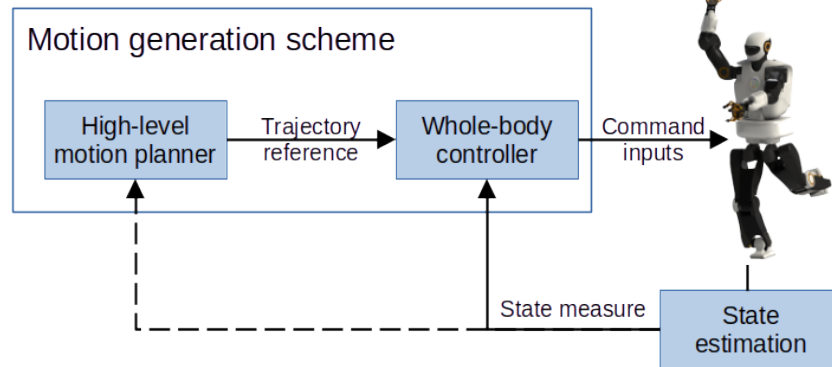 Motion generation scheme
High-level
motion planner
Trajectory
reference
Whole-body
controller
Command
inputs
State measure
State
estimation